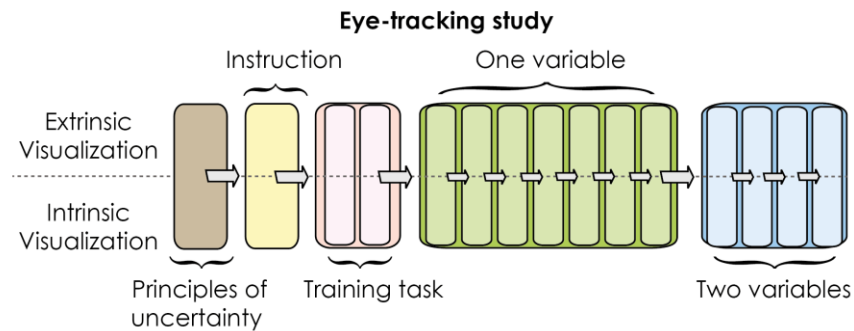 Eye-tracking study
Instruction
One variable
Extrinsic
Visualization
Intrinsic
Visualization
Principles of
uncertainty
Training task
Two variables